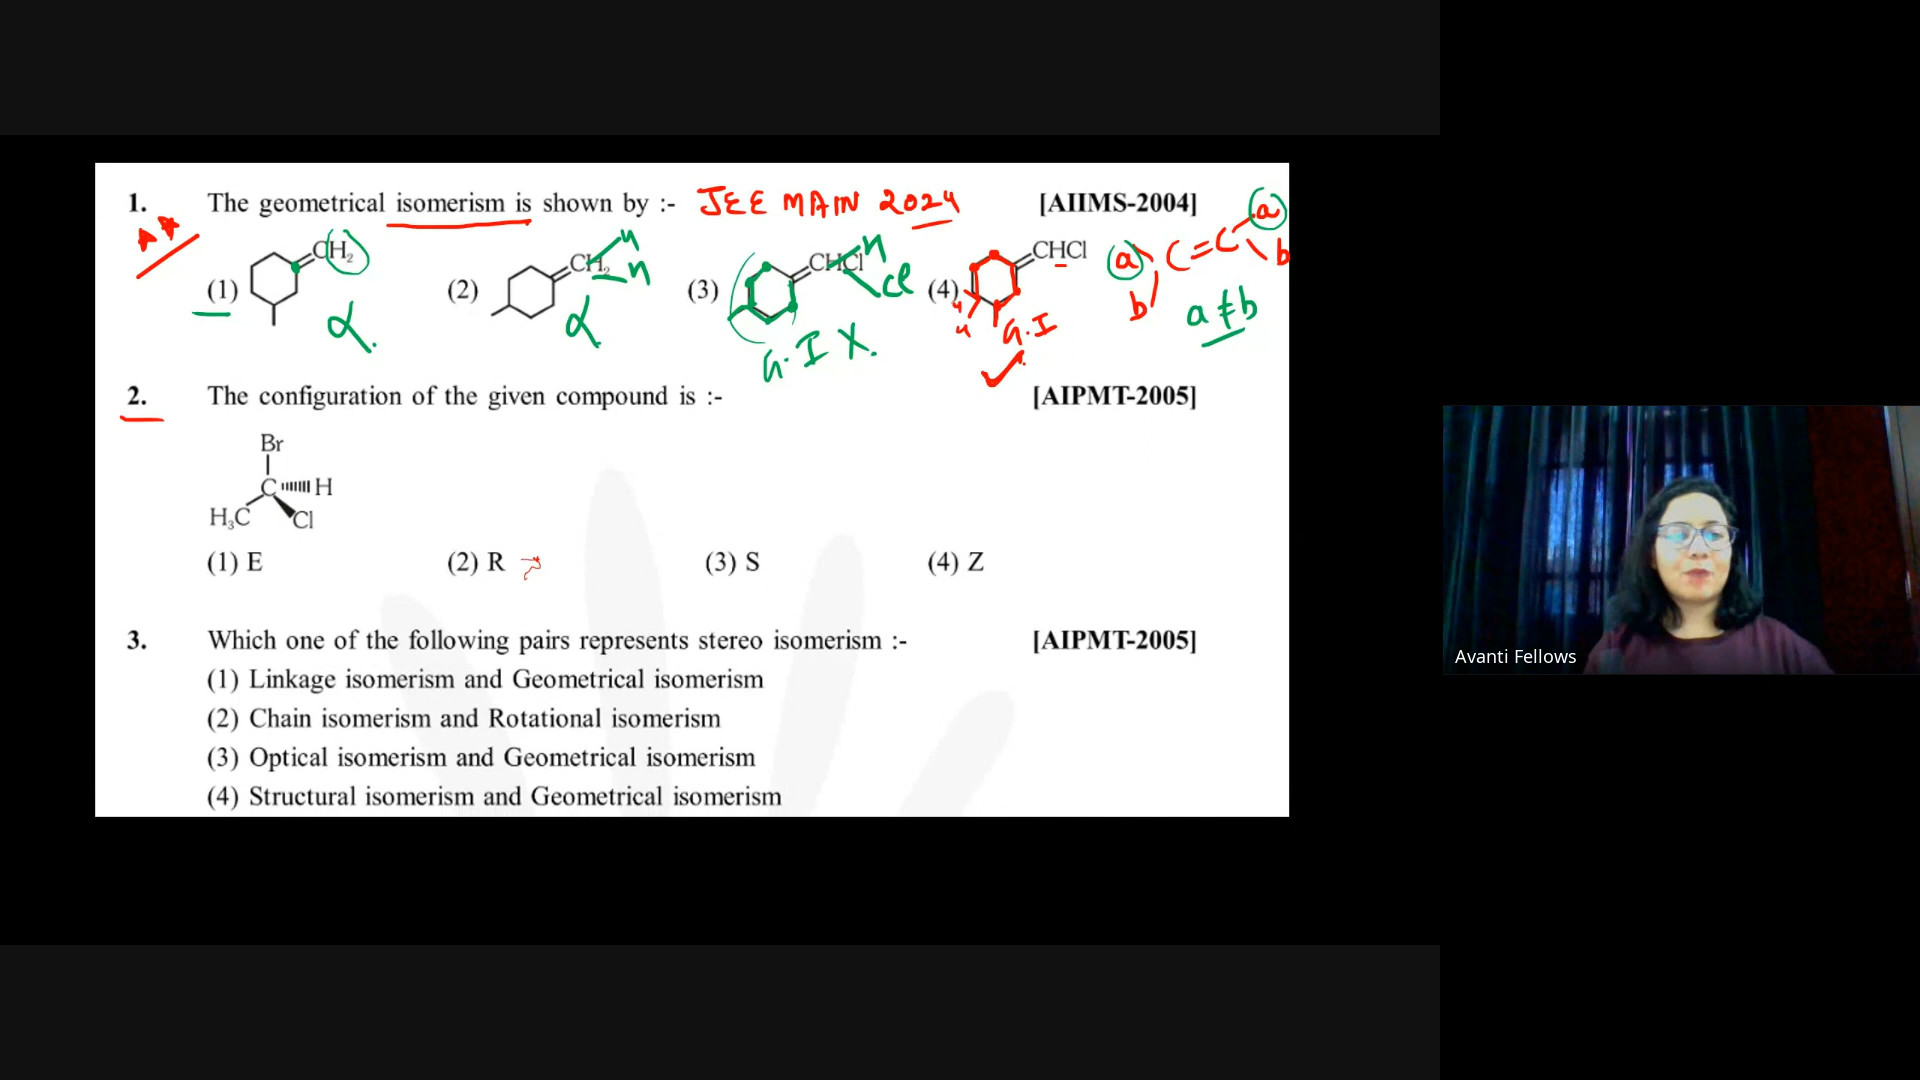 1. The geometrical isomerism is shown by :- JEE MAIN 2024 [AIIMS-2004]
(1) CH2 (2) CH2 H H (3) CHCl H Cl (4) CHCl
a b C=C a b
a ≠ b
G.I X.
G.I
2. The configuration of the given compound is :- [AIPMT-2005]
Br
C H
H3C Cl
(1) E (2) R (3) S (4) Z
3. Which one of the following pairs represents stereo isomerism :- [AIPMT-2005]
(1) Linkage isomerism and Geometrical isomerism
(2) Chain isomerism and Rotational isomerism
(3) Optical isomerism and Geometrical isomerism
(4) Structural isomerism and Geometrical isomerism
Avanti Fellows